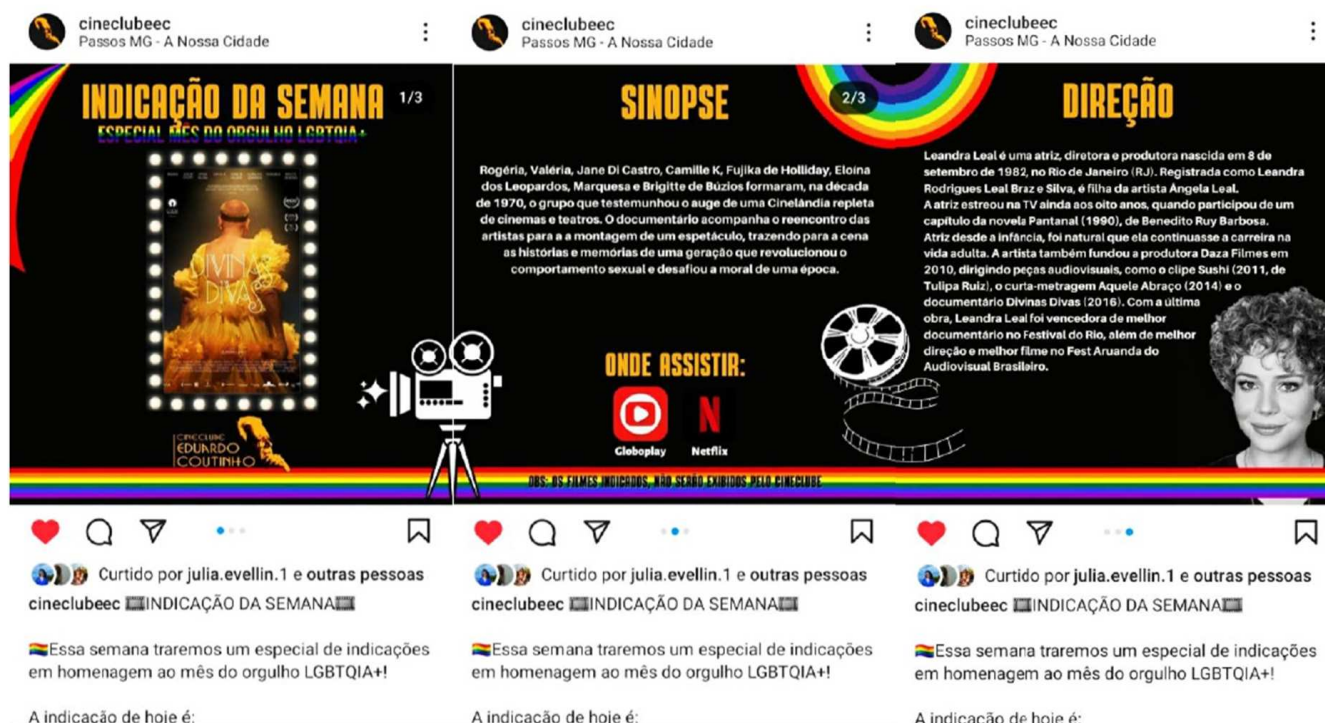 cineclubeec
Passos MG - A Nossa Cidade
INDICAÇÃO DA SEMANA
1/3
ESPECIAL MÊS DO ORGULHO LGBTQIA+
DIVINAS
DIVAS
CINECLUBE
EDUARDO
COUTINHO
Curtido por julia.evellin.1 e outras pessoas
cineclubeec INDICAÇÃO DA SEMANA
Essa semana traremos um especial de indicações
em homenagem ao mês do orgulho LGBTQIA+!
A indicação de hoje é:
cineclubeec
Passos MG - A Nossa Cidade
SINOPSE
2/3
Rogéria, Valéria, Jane Di Castro, Camille K, Fujika de Holliday, Eloína
dos Leopardos, Marquesa e Brigitte de Búzios formaram, na década
de 1970, o grupo que testemunhou o auge de uma Cinelândia repleta
de cinemas e teatros. O documentário acompanha o reencontro das
artistas para a a montagem de um espetáculo, trazendo para a cena
as histórias e memórias de uma geração que revolucionou o
comportamento sexual e desafiou a moral de uma época.
ONDE ASSISTIR:
N
Globoplay Netflix
OBS: OS FILMES INDICADOS, NÃO SERÃO EXIBIDOS PELO CINECLUBE
Curtido por julia.evellin.1 e outras pessoas
cineclubeec INDICAÇÃO DA SEMANA
Essa semana traremos um especial de indicações
em homenagem ao mês do orgulho LGBTQIA+!
A indicação de hoje é:
cineclubeec
Passos MG - A Nossa Cidade
DIREÇÃO
Leandra Leal é uma atriz, diretora e produtora nascida em 8 de
setembro de 1982, no Rio de Janeiro (RJ). Registrada como Leandra
Rodrigues Leal Braz e Silva, é filha da artista Ângela Leal.
A atriz estreou na TV ainda aos oito anos, quando participou de um
capítulo da novela Pantanal (1990), de Benedito Ruy Barbosa.
Atriz desde a infância, foi natural que ela continuasse a carreira na
vida adulta. A artista também fundou a produtora Daza Filmes em
2010, dirigindo peças audiovisuais, como o clipe Sushi (2011, de
Tulipa Ruiz), o curta-metragem Aquele Abraço (2014) e o
documentário Divinas Divas (2016). Com a última
obra, Leandra Leal foi vencedora de melhor
documentário no Festival do Rio, além de melhor
direção e melhor filme no Fest Aruanda do
Audiovisual Brasileiro.
Curtido por julia.evellin.1 e outras pessoas
cineclubeec INDICAÇÃO DA SEMANA
Essa semana traremos um especial de indicações
em homenagem ao mês do orgulho LGBTQIA+!
A indicação de hoje é: